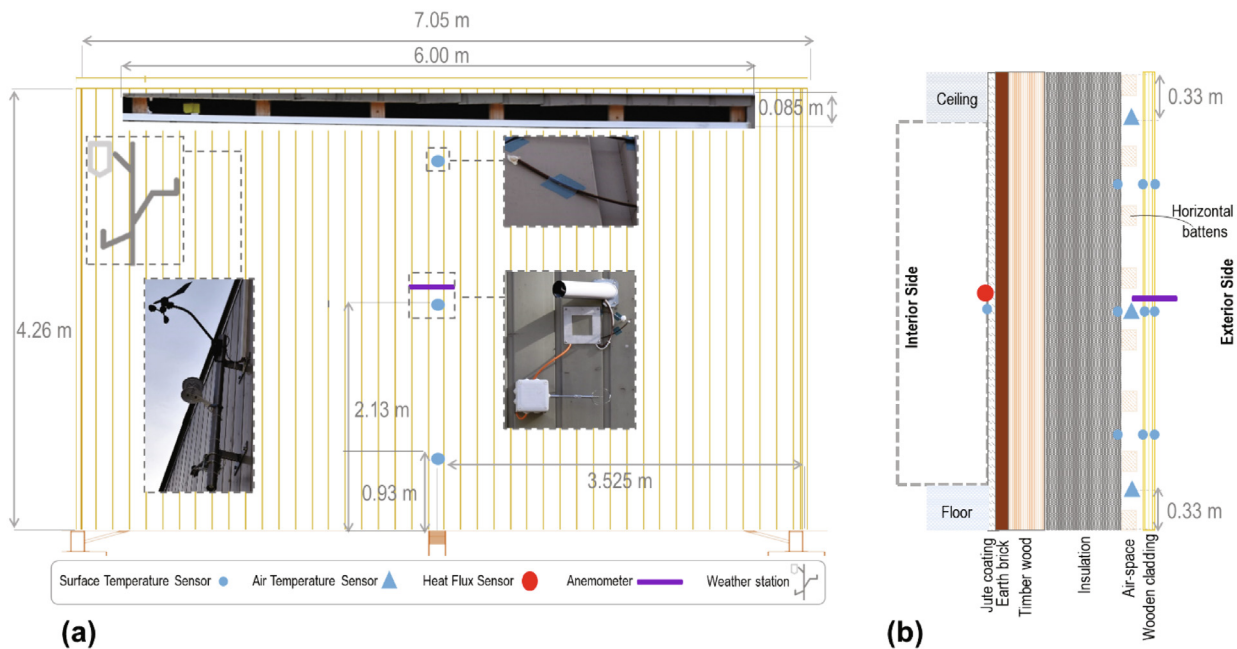 7.05 m
6.00 m
0.085 m
4.26 m
2.13 m
0.93 m
3.525 m
Surface Temperature Sensor
Air Temperature Sensor
Heat Flux Sensor
Anemometer
Weather station
(a)
Ceiling
0.33 m
Horizontal
battens
Interior Side
Exterior Side
Floor
0.33 m
Jute coating
Earth brick
Timber wood
Insulation
Air-space
Wooden cladding
(b)